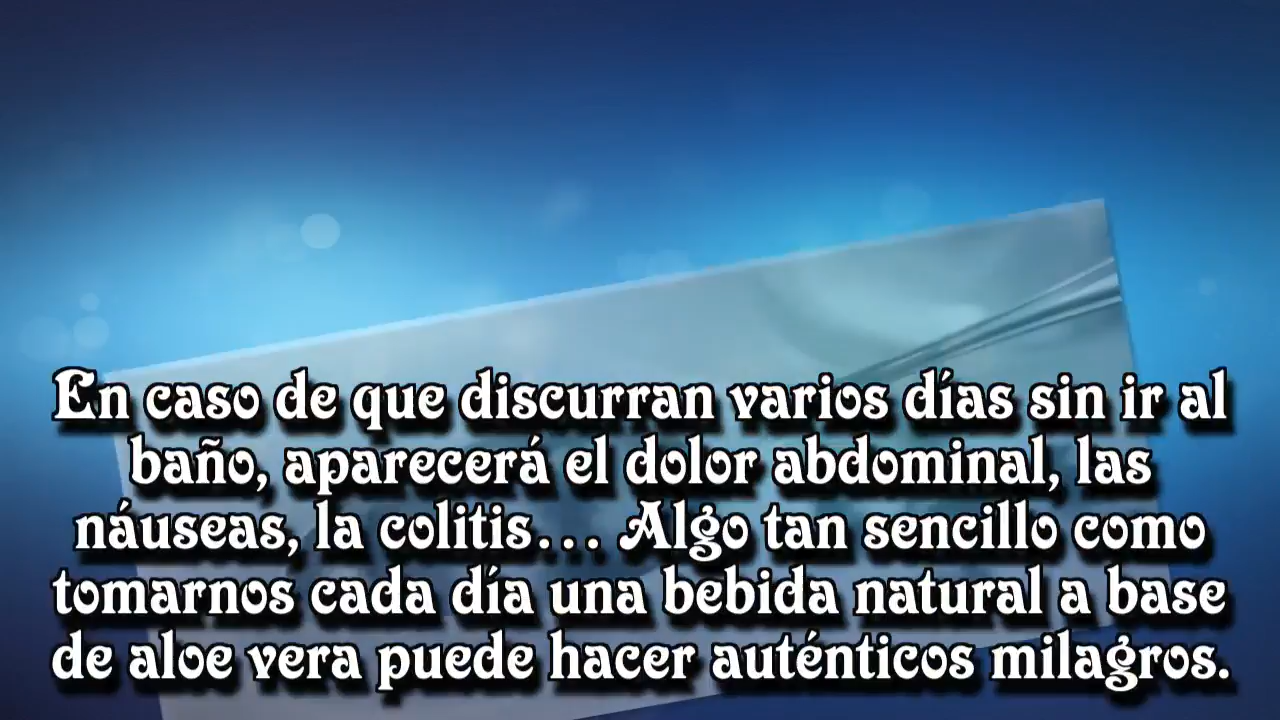 En caso de que discurran varios días sin ir al
baño, aparecerá el dolor abdominal, las
náuseas, la colitis… Algo tan sencillo como
tomarnos cada día una bebida natural a base
de aloe vera puede hacer auténticos milagros.